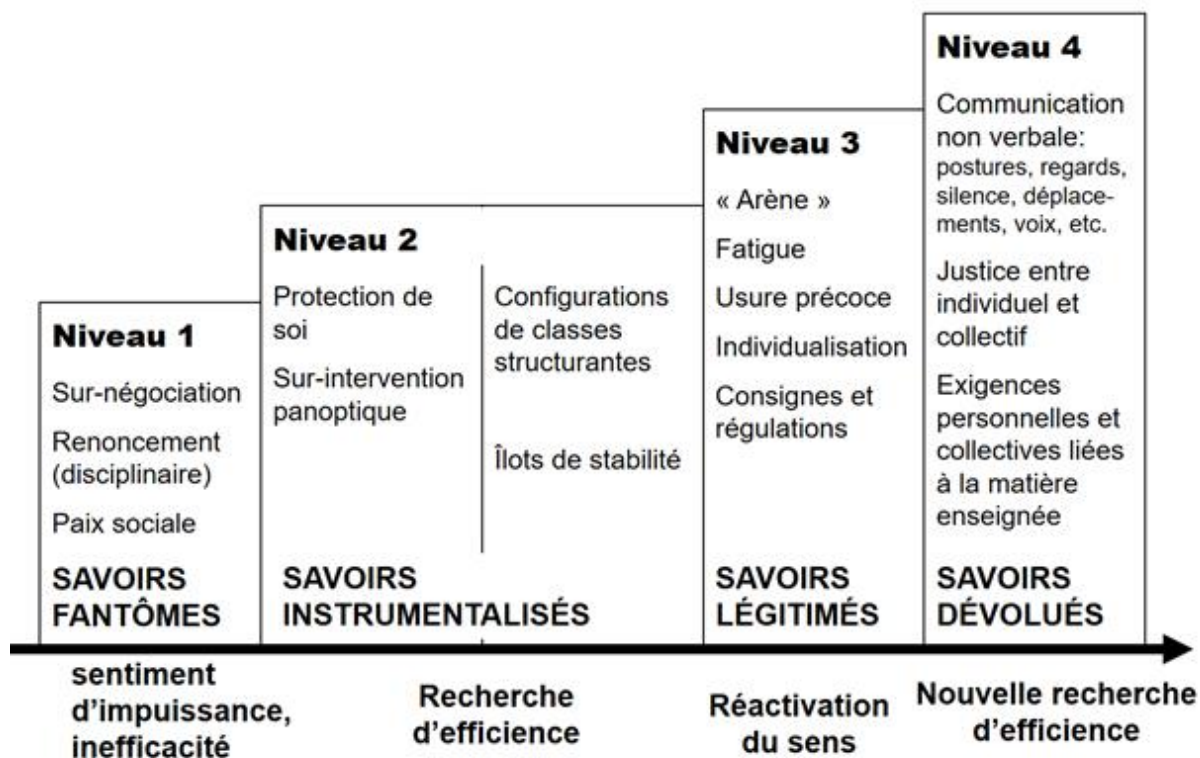 Niveau 1
Sur-négociation
Renoncement
(disciplinaire)
Paix sociale
SAVOIRS
FANTÔMES
Niveau 2
Protection de
soi
Sur-intervention
panoptique
Configurations
de classes
structurantes
Îlots de stabilité
SAVOIRS
INSTRUMENTALISÉS
Niveau 3
« Arène »
Fatigue
Usure précoce
Individualisation
Consignes et
régulations
SAVOIRS
LÉGITIMÉS
Niveau 4
Communication
non verbale:
postures, regards,
silence, déplace-
ments, voix, etc.
Justice entre
individuel et
collectif
Exigences
personnelles et
collectives liées
à la matière
enseignée
SAVOIRS
DÉVOLUÉS
sentiment
d’impuissance,
inefficacité
Recherche
d’efficience
Réactivation
du sens
Nouvelle recherche
d’efficience